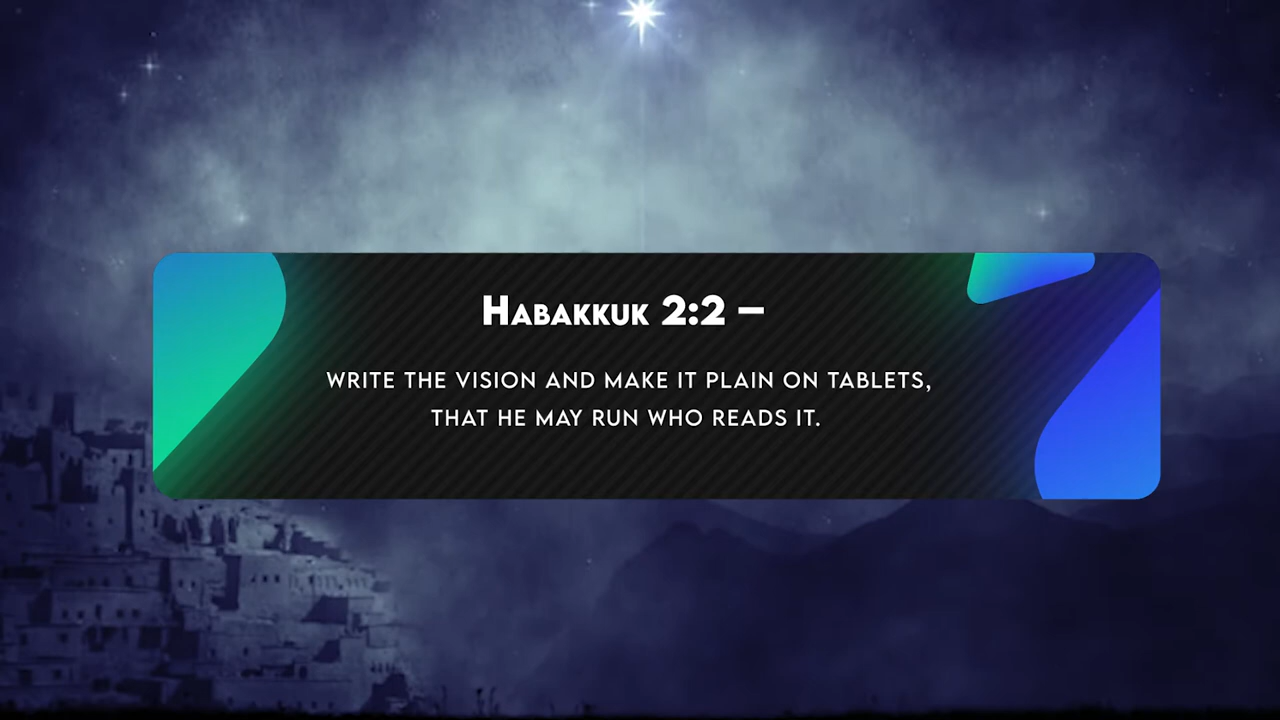 Habakkuk 2:2 –
WRITE THE VISION AND MAKE IT PLAIN ON TABLETS,
THAT HE MAY RUN WHO READS IT.